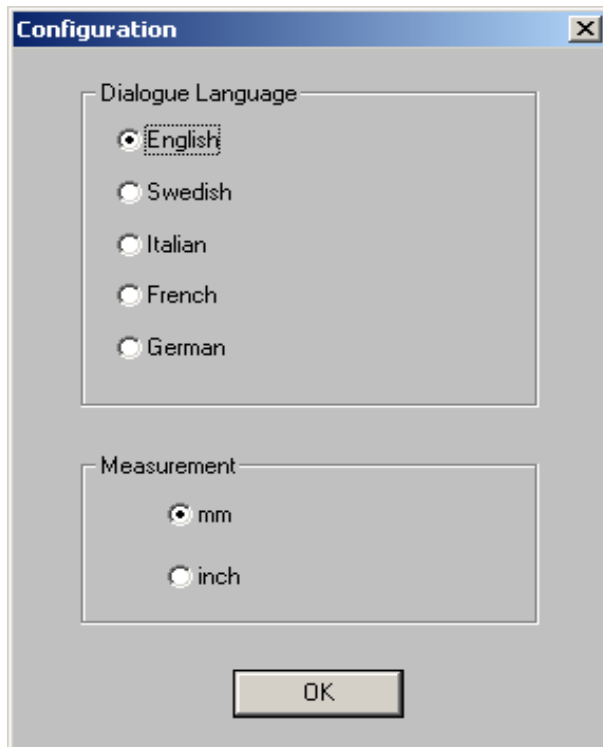 Configuration
Dialogue Language
English
Swedish
Italian
French
German
Measurement
mm
inch
OK